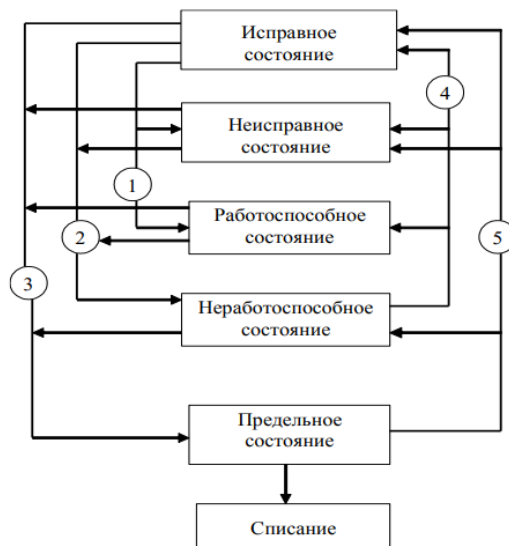 Исправное
состояние
4
Неисправное
состояние
1
Работоспособное
состояние
2
5
3
Неработоспособное
состояние
Предельное
состояние
Списание